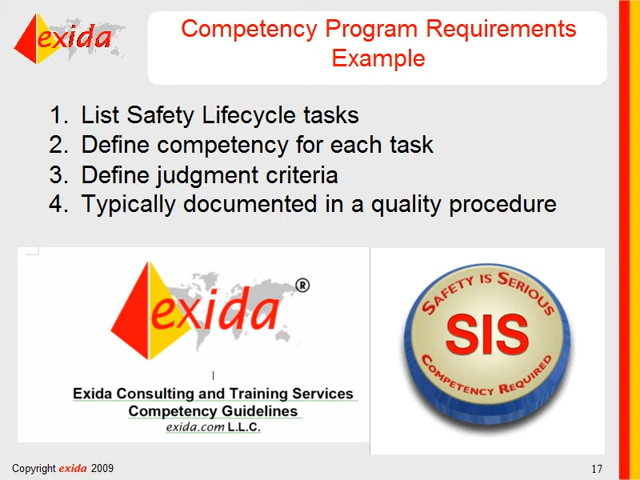 exida
Competency Program Requirements
Example
1. List Safety Lifecycle tasks
2. Define competency for each task
3. Define judgment criteria
4. Typically documented in a quality procedure
exida®
Exida Consulting and Training Services
Competency Guidelines
exida.com L.L.C.
SAFETY IS SERIOUS
SIS
COMPETENCY REQUIRED
Copyright exida 2009
17